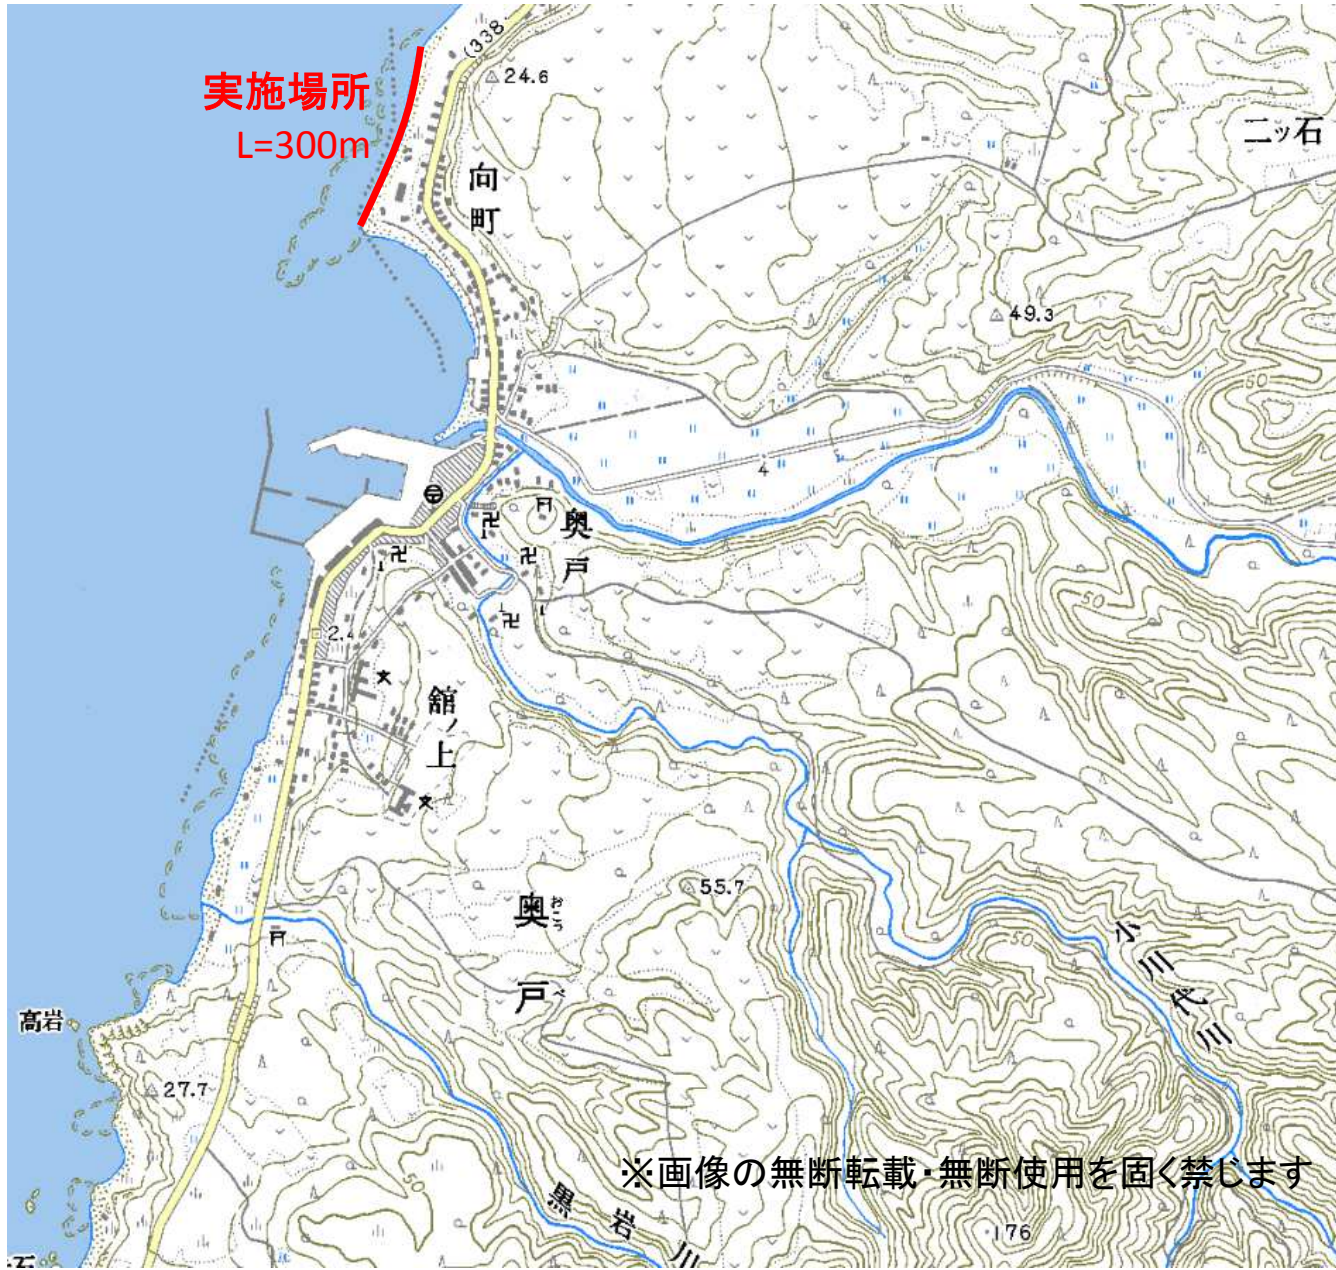 (338
24.6
実施場所
L=300m
二ッ石
向町
49.3
50
4
奥戸
50
2.4
舘ノ上
55.7
奥戸
おこっぺ
50
小川代川
高岩
27.7
50
※画像の無断転載・無断使用を固く禁じます
黒岩川
176
石